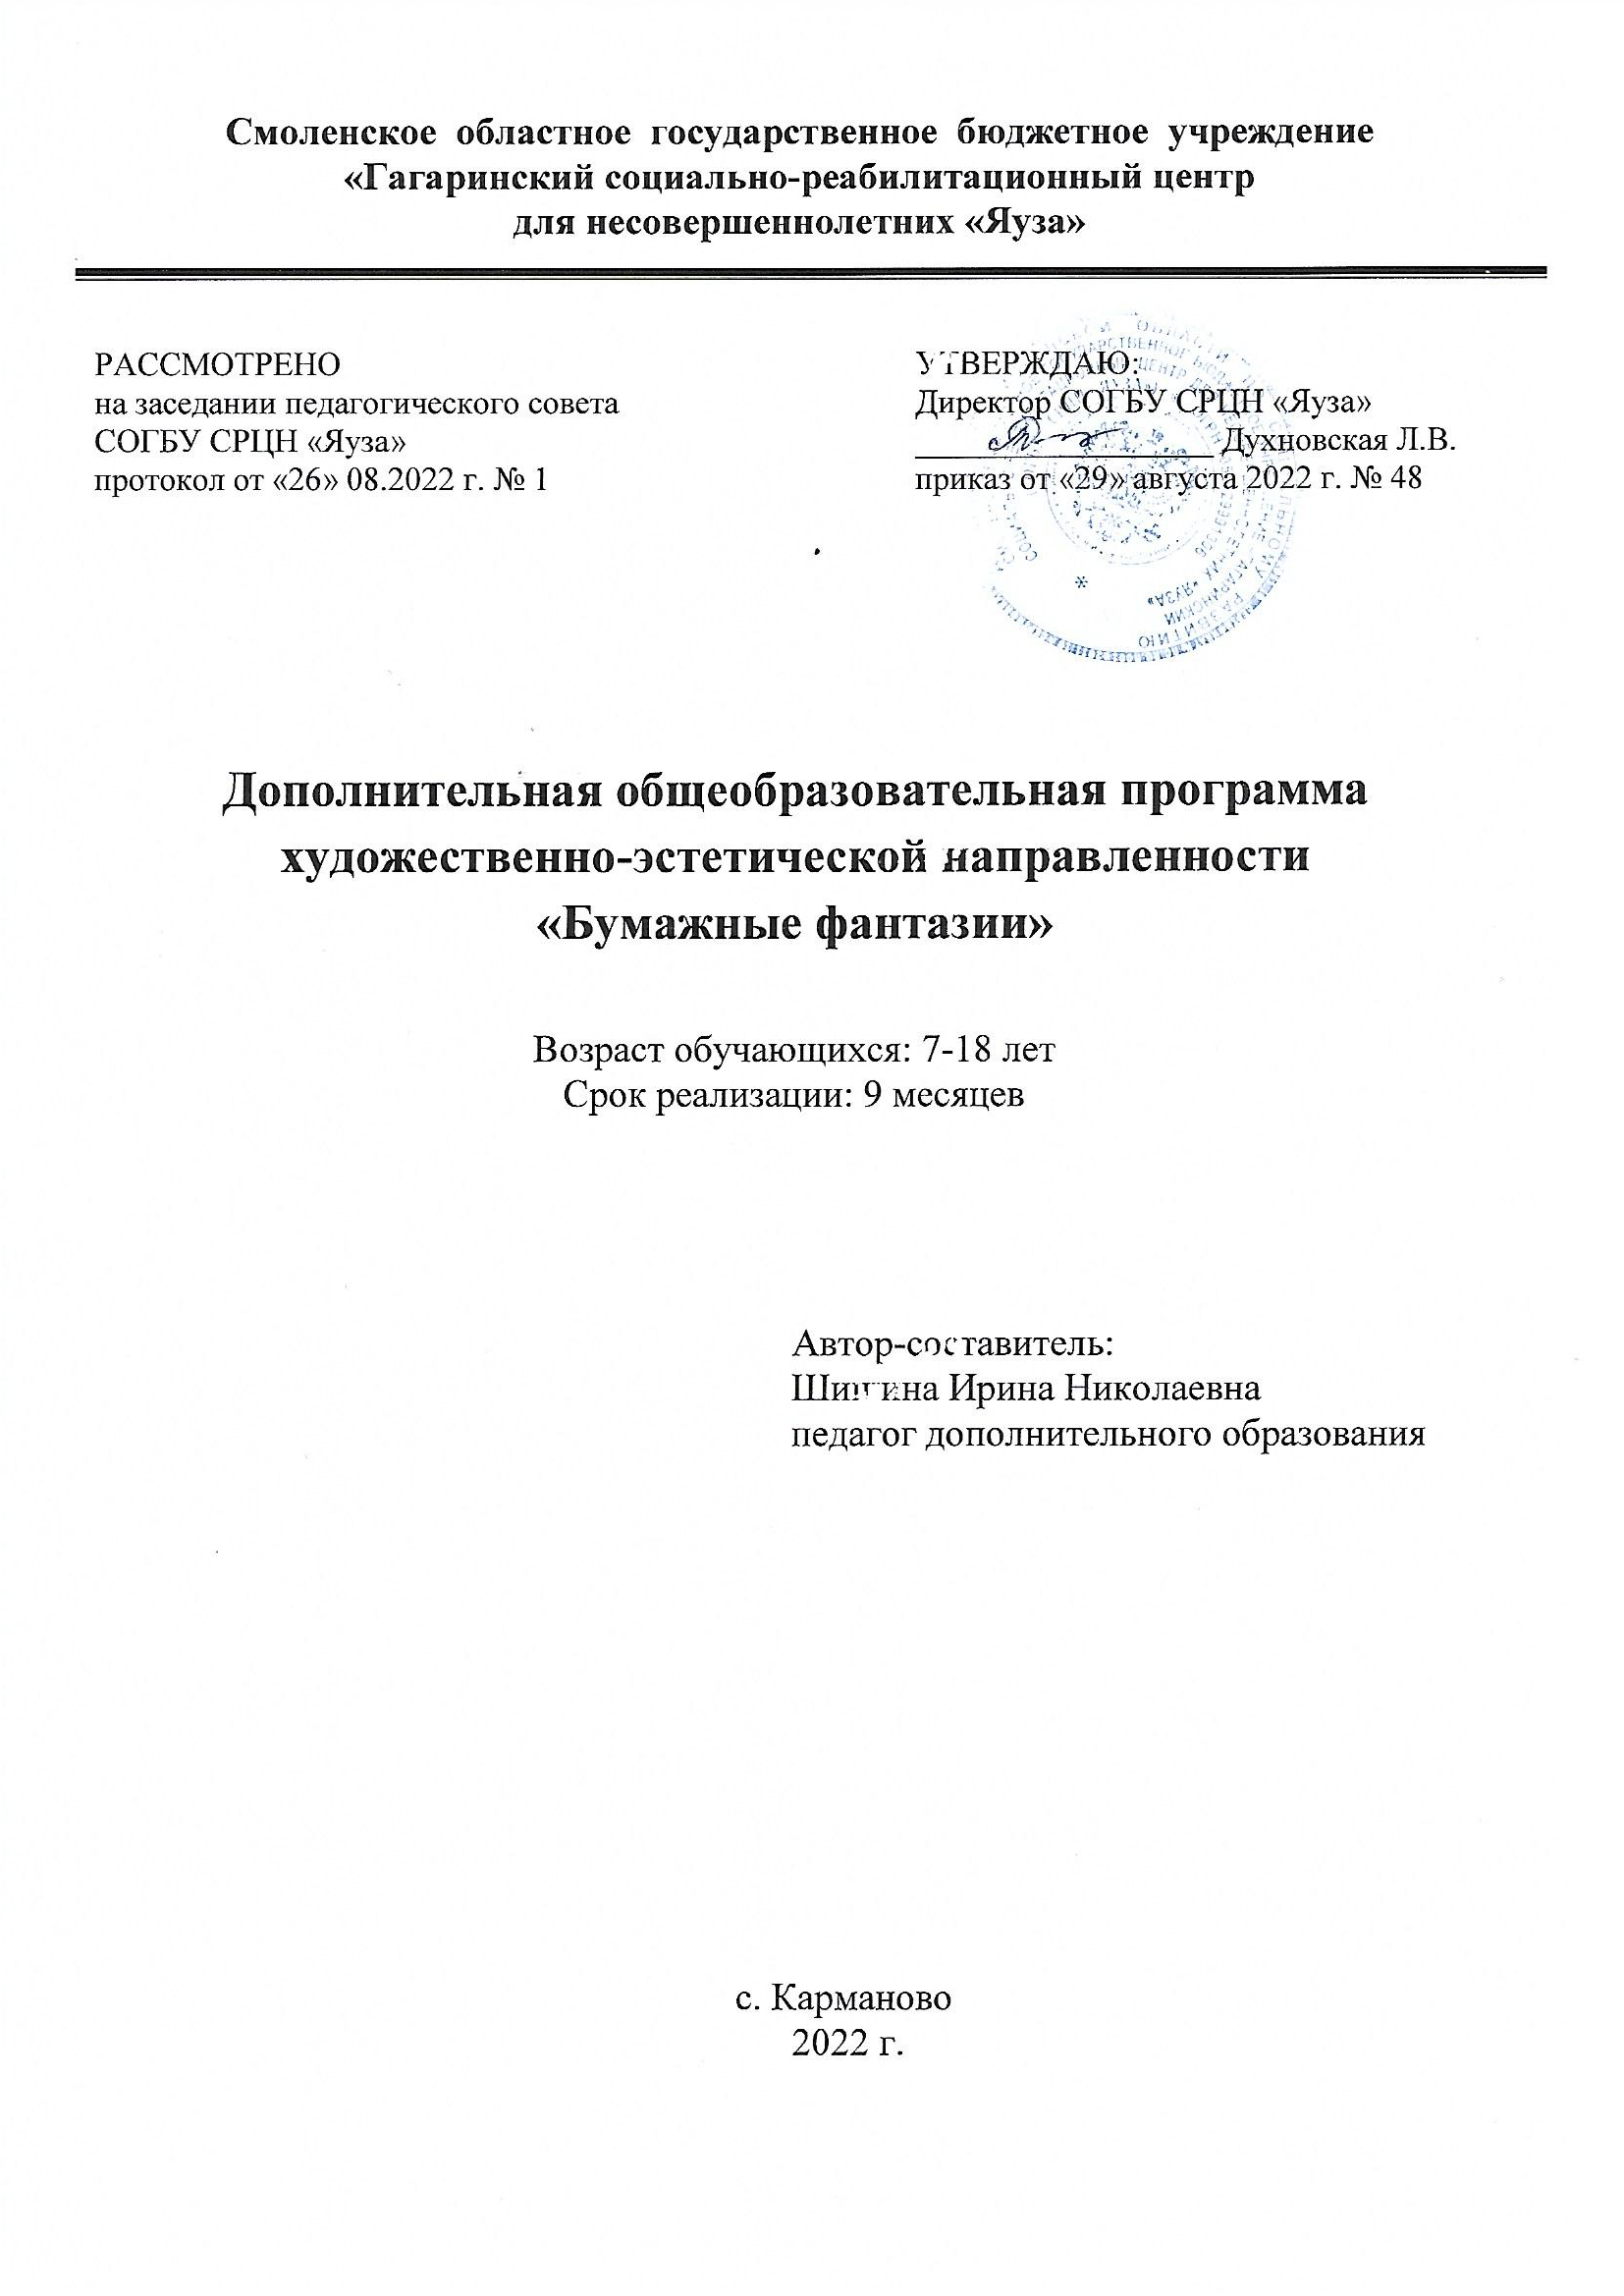 Смоленское областное государственное бюджетное учреждение
«Гагаринский социально-реабилитационный центр
для несовершеннолетних «Яуза»
РАССМОТРЕНО
на заседании педагогического совета
СОГБУ СРЦН «Яуза»
протокол от «26» 08.2022 г. № 1
УТВЕРЖДАЮ:
Директор СОГБУ СРЦН «Яуза»
Духновская Л.В.
приказ от «29» августа 2022 г. № 48
Дополнительная общеобразовательная программа
художественно-эстетической направленности
«Бумажные фантазии»
Возраст обучающихся: 7-18 лет
Срок реализации: 9 месяцев
Автор-составитель:
Ирина Николаевна
педагог дополнительного образования
с. Карманово
2022 г.